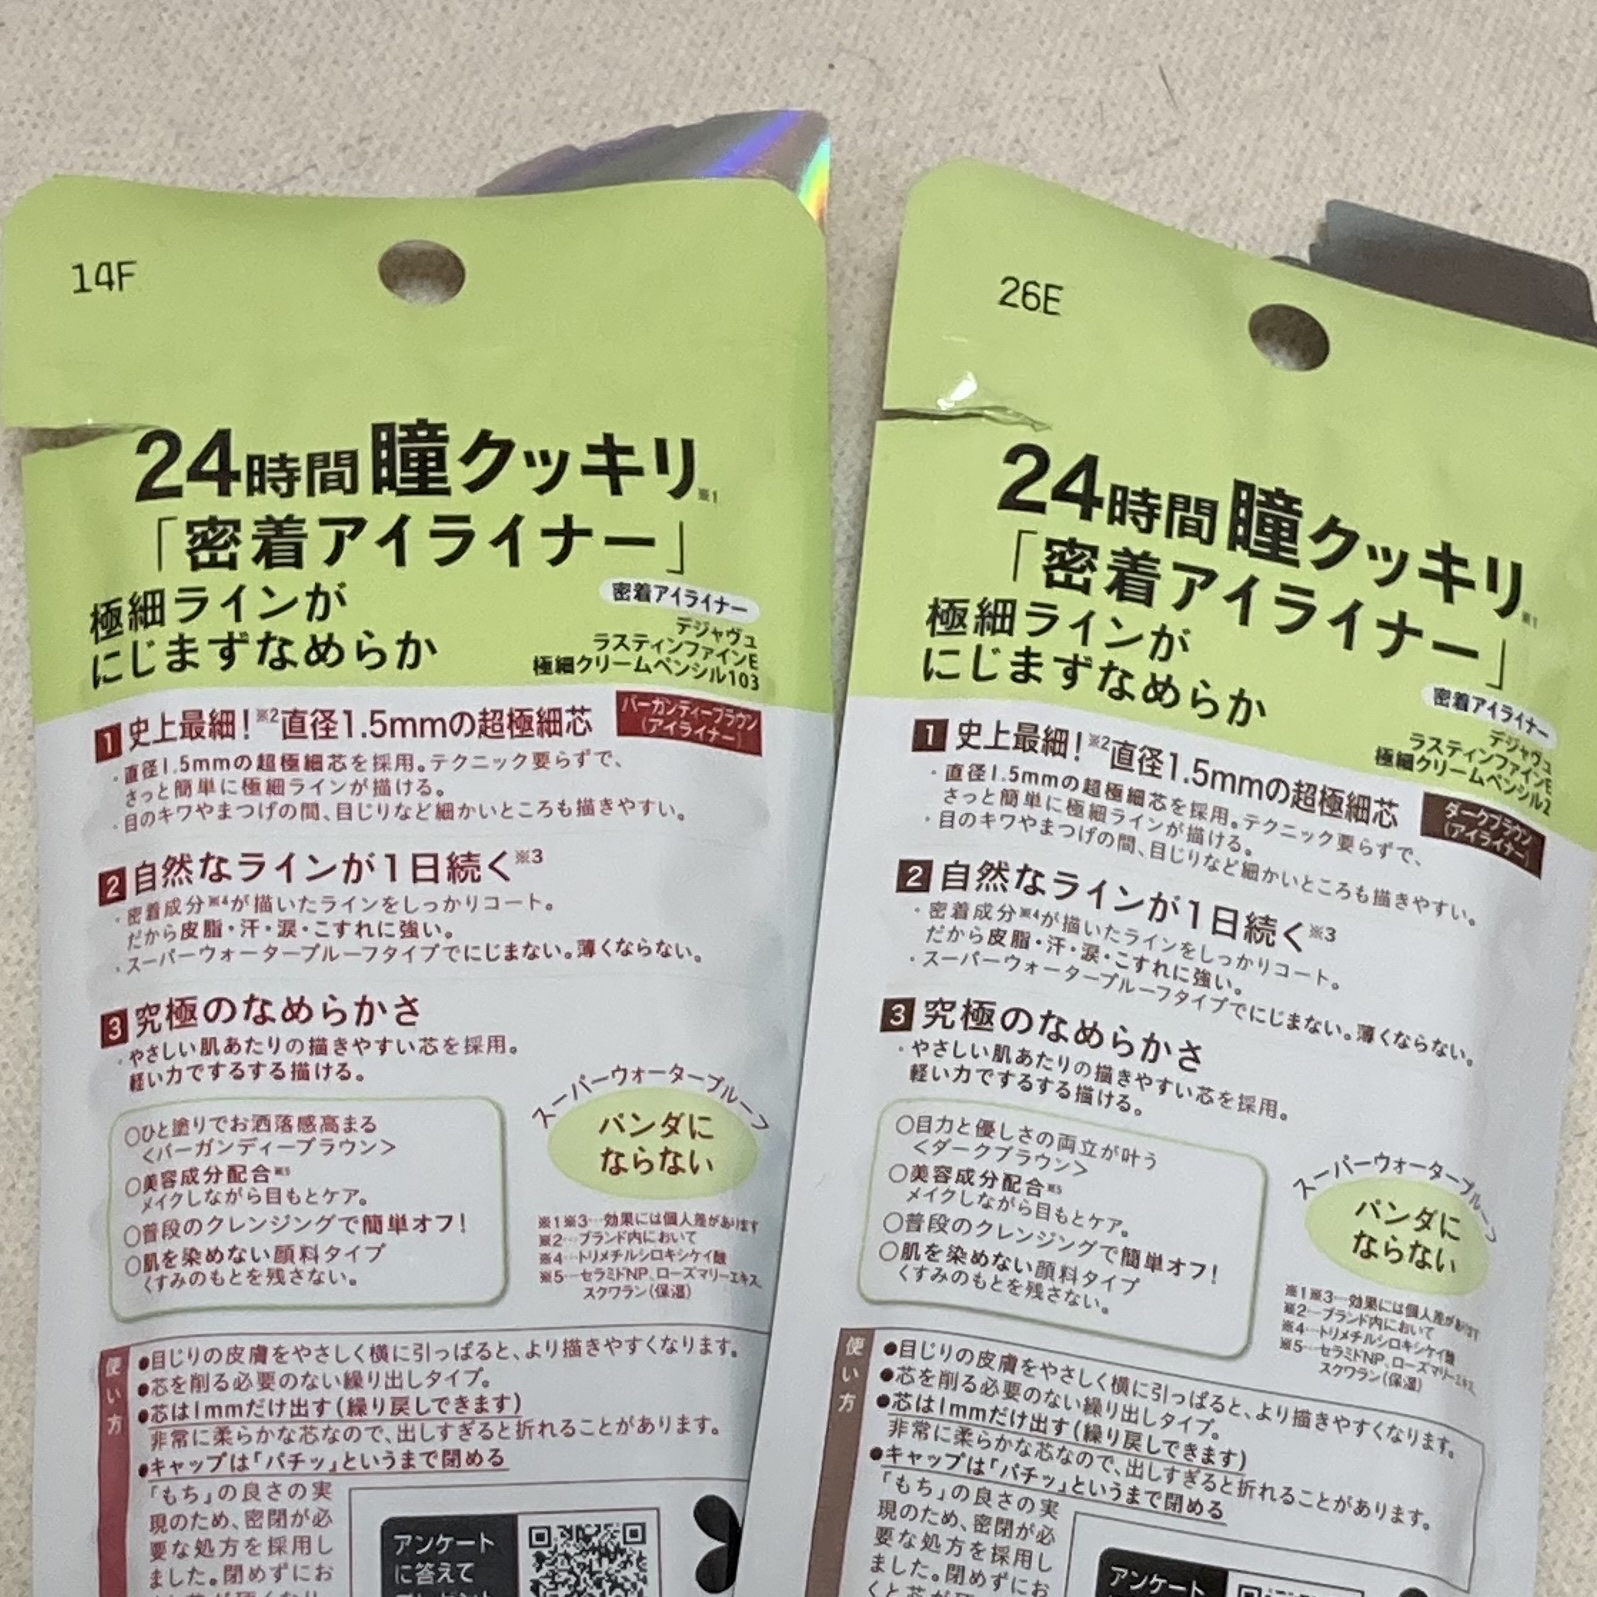 14F
24時間瞳クッキリ※1
「密着アイライナー」
極細ラインが
にじまずなめらか
密着アイライナー
デジャヴュ
ラスティンファインE
極細クリームペンシル103
1 史上最細!※2直径1.5mmの超極細芯
バーガンディーブラウン
(アイライナー)
・直径1.5mmの超極細芯を採用。テクニック要らずで、
さっと簡単に極細ラインが描ける。
・目のキワやまつげの間、目じりなど細かいところも描きやすい。
2 自然なラインが1日続く※3
・密着成分※4が描いたラインをしっかりコート。
だから皮脂・汗・涙・こすれに強い。
・スーパーウォータープルーフタイプでにじまない。薄くならない。
3 究極のなめらかさ
・やさしい肌あたりの描きやすい芯を採用。
軽い力でするする描ける。
○ひと塗りでお洒落感高まる
<バーガンディーブラウン>
○美容成分配合※5
メイクしながら目もとケア。
○普段のクレンジングで簡単オフ!
○肌を染めない顔料タイプ
くすみのもとを残さない。
スーパーウォータープルーフ
パンダに
ならない
※1※3…効果には個人差があります
※2…ブランド内において
※4…トリメチルシロキシケイ酸
※5…セラミドNP、ローズマリーエキス、
スクワラン(保湿)
使い方
●目じりの皮膚をやさしく横に引っぱると、より描きやすくなります。
●芯を削る必要のない繰り出しタイプ。
●芯は1mmだけ出す(繰り戻しできます)
非常に柔らかな芯なので、出しすぎると折れることがあります。
●キャップは「パチッ」というまで閉める
「もち」の良さの実
現のため、密閉が必
要な処方を採用し
ました。閉めずにお
アンケート
に答えて
26E
24時間瞳クッキリ※1
「密着アイライナー」
極細ラインが
にじまずなめらか
密着アイライナー
デジャヴュ
ラスティンファインE
極細クリームペンシル2
1 史上最細!※2直径1.5mmの超極細芯
ダークブラウン
(アイライナー)
・直径1.5mmの超極細芯を採用。テクニック要らずで、
さっと簡単に極細ラインが描ける。
・目のキワやまつげの間、目じりなど細かいところも描きやすい。
2 自然なラインが1日続く※3
・密着成分※4が描いたラインをしっかりコート。
だから皮脂・汗・涙・こすれに強い。
・スーパーウォータープルーフタイプでにじまない。薄くならない。
3 究極のなめらかさ
・やさしい肌あたりの描きやすい芯を採用。
軽い力でするする描ける。
○目力と優しさの両立が叶う
<ダークブラウン>
○美容成分配合※5
メイクしながら目もとケア。
○普段のクレンジングで簡単オフ!
○肌を染めない顔料タイプ
くすみのもとを残さない。
スーパーウォータープルーフ
パンダに
ならない
※1※3…効果には個人差があります
※2…ブランド内において
※4…トリメチルシロキシケイ酸
※5…セラミドNP、ローズマリーエキス、
スクワラン(保湿)
使い方
●目じりの皮膚をやさしく横に引っぱると、より描きやすくなります。
●芯を削る必要のない繰り出しタイプ。
●芯は1mmだけ出す(繰り戻しできます)
非常に柔らかな芯なので、出しすぎると折れることがあります。
●キャップは「パチッ」というまで閉める
「もち」の良さの実
現のため、密閉が必
要な処方を採用し
ました。閉めずにお
くと芯が
アンケート